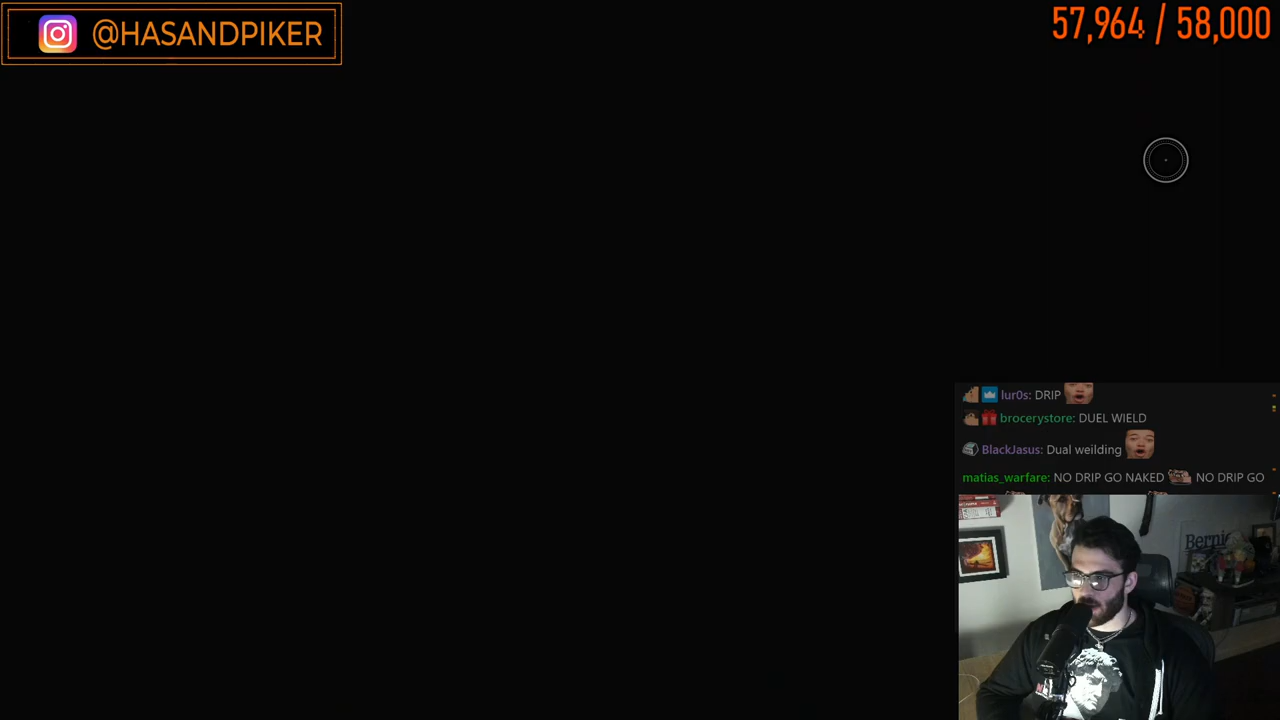 @HASANDPIKER
57,964 / 58,000
lur0s: DRIP
brocerystore: DUEL WIELD
BlackJasus: Dual weilding
matias_warfare: NO DRIP GO NAKED NO DRIP GO
Bernie